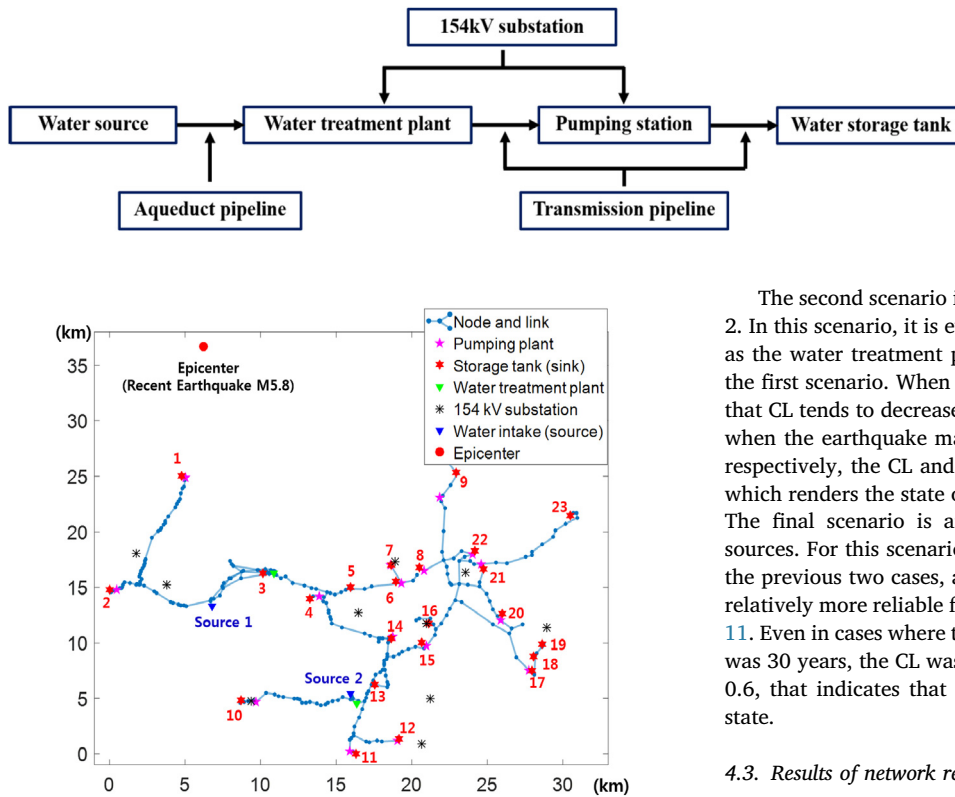 154kV substation
Water source
Water treatment plant
Pumping station
Water storage tank
Aqueduct pipeline
Transmission pipeline
(km)
35
30
25
20
15
10
5
0
Epicenter
(Recent Earthquake M5.8)
Node and link
Pumping plant
Storage tank (sink)
Water treatment plant
154 kV substation
Water intake (source)
Epicenter
1
9
23
22
7
8
2
3
5
6
21
Source 1
4
16
20
14
15
19
18
Source 2
13
17
10
12
11
0
5
10
15
20
25
30
(km)
The second scenario i
2. In this scenario, it is e
as the water treatment p
the first scenario. When
that CL tends to decrease
when the earthquake ma
respectively, the CL and
which renders the state o
The final scenario is a
sources. For this scenario
the previous two cases, a
relatively more reliable f
11. Even in cases where t
was 30 years, the CL was
0.6, that indicates that
state.
4.3. Results of network re